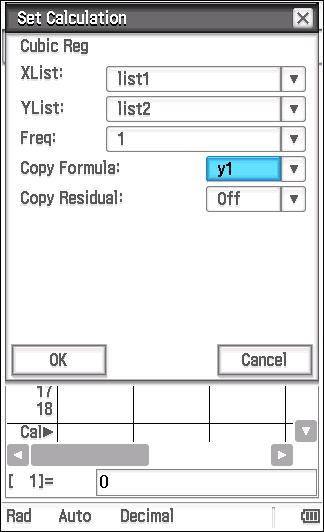 Set Calculation
Cubic Reg
XList: list1
YList: list2
Freq: 1
Copy Formula: y1
Copy Residual: Off
OK Cancel
17
18
Cal▶
[ 1]= 0
Rad Auto Decimal